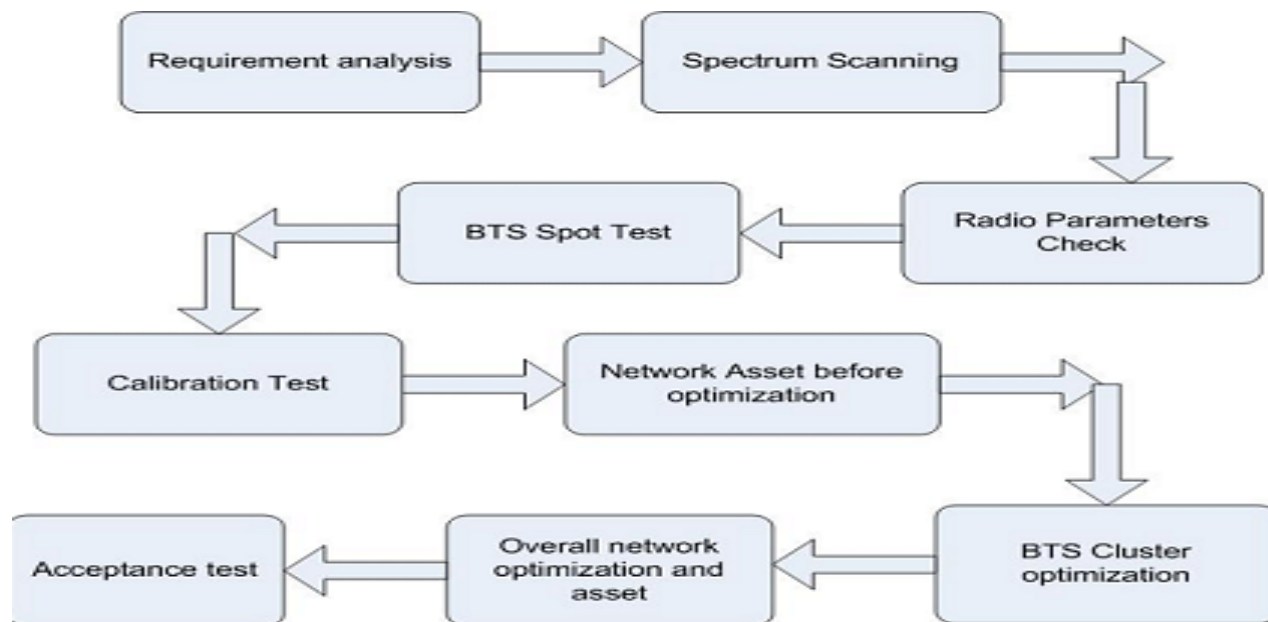 Requirement analysis
Spectrum Scanning
Radio Parameters
Check
BTS Spot Test
Calibration Test
Network Asset before
optimization
BTS Cluster
optimization
Overall network
optimization and
asset
Acceptance test